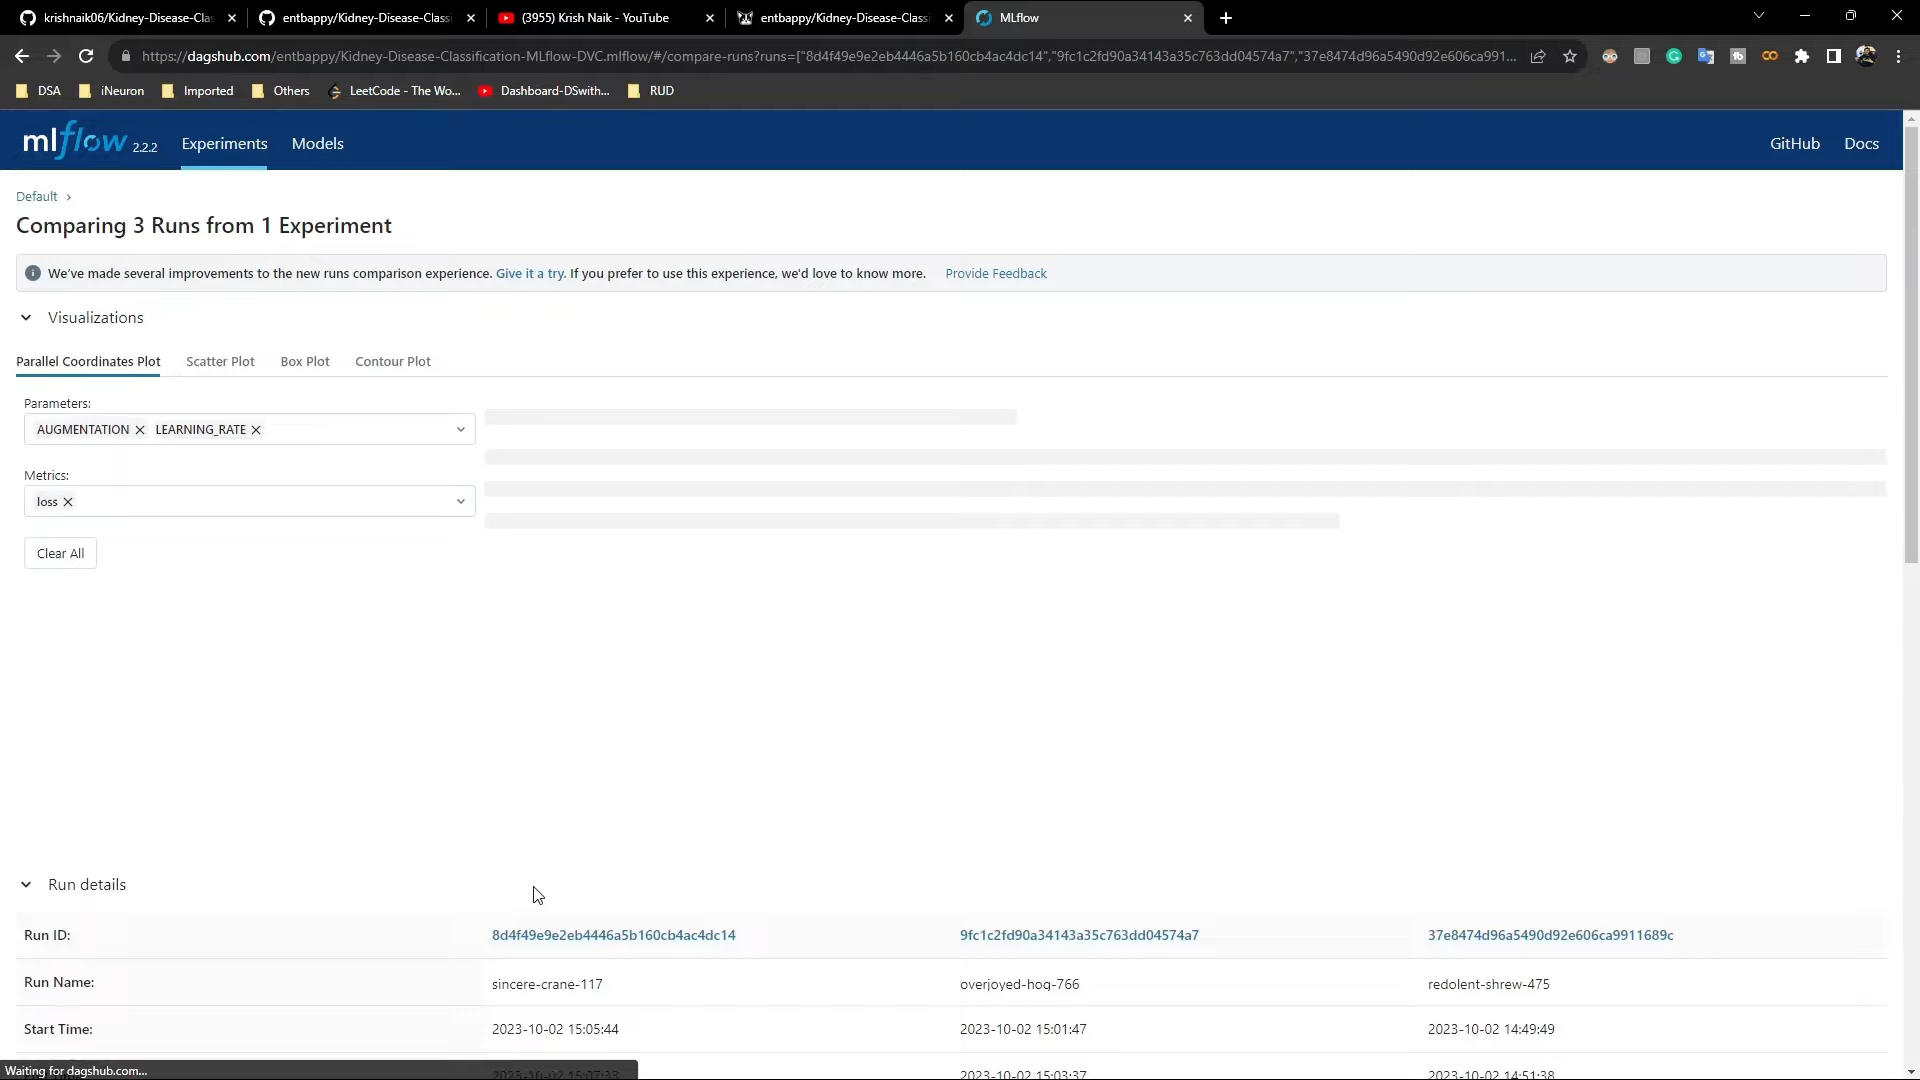 krishnaik06/Kidney-Disease-Clas
entbappy/Kidney-Disease-Classi
(3955) Krish Naik - YouTube
entbappy/Kidney-Disease-Classi
MLflow
https://dagshub.com/entbappy/Kidney-Disease-Classification-MLflow-DVC.mlflow/#/compare-runs?runs=["8d4f49e9e2eb4446a5b160cb4ac4dc14","9fc1c2fd90a34143a35c763dd04574a7","37e8474d96a5490d92e606ca991...
DSA
iNeuron
Imported
Others
LeetCode - The Wo...
Dashboard-DSwith...
RUD
mlflow 2.2.2
Experiments
Models
GitHub
Docs
Default
Comparing 3 Runs from 1 Experiment
We've made several improvements to the new runs comparison experience. Give it a try. If you prefer to use this experience, we'd love to know more. Provide Feedback
Visualizations
Parallel Coordinates Plot
Scatter Plot
Box Plot
Contour Plot
Parameters:
AUGMENTATION
LEARNING_RATE
Metrics:
loss
Clear All
Run details
Run ID: 8d4f49e9e2eb4446a5b160cb4ac4dc14 9fc1c2fd90a34143a35c763dd04574a7 37e8474d96a5490d92e606ca9911689c
Run Name: sincere-crane-117 overjoyed-hog-766 redolent-shrew-475
Start Time: 2023-10-02 15:05:44 2023-10-02 15:01:47 2023-10-02 14:49:49
2023-10-02 15:07:33 2023-10-02 15:03:37 2023-10-02 14:51:38
Waiting for dagshub.com...